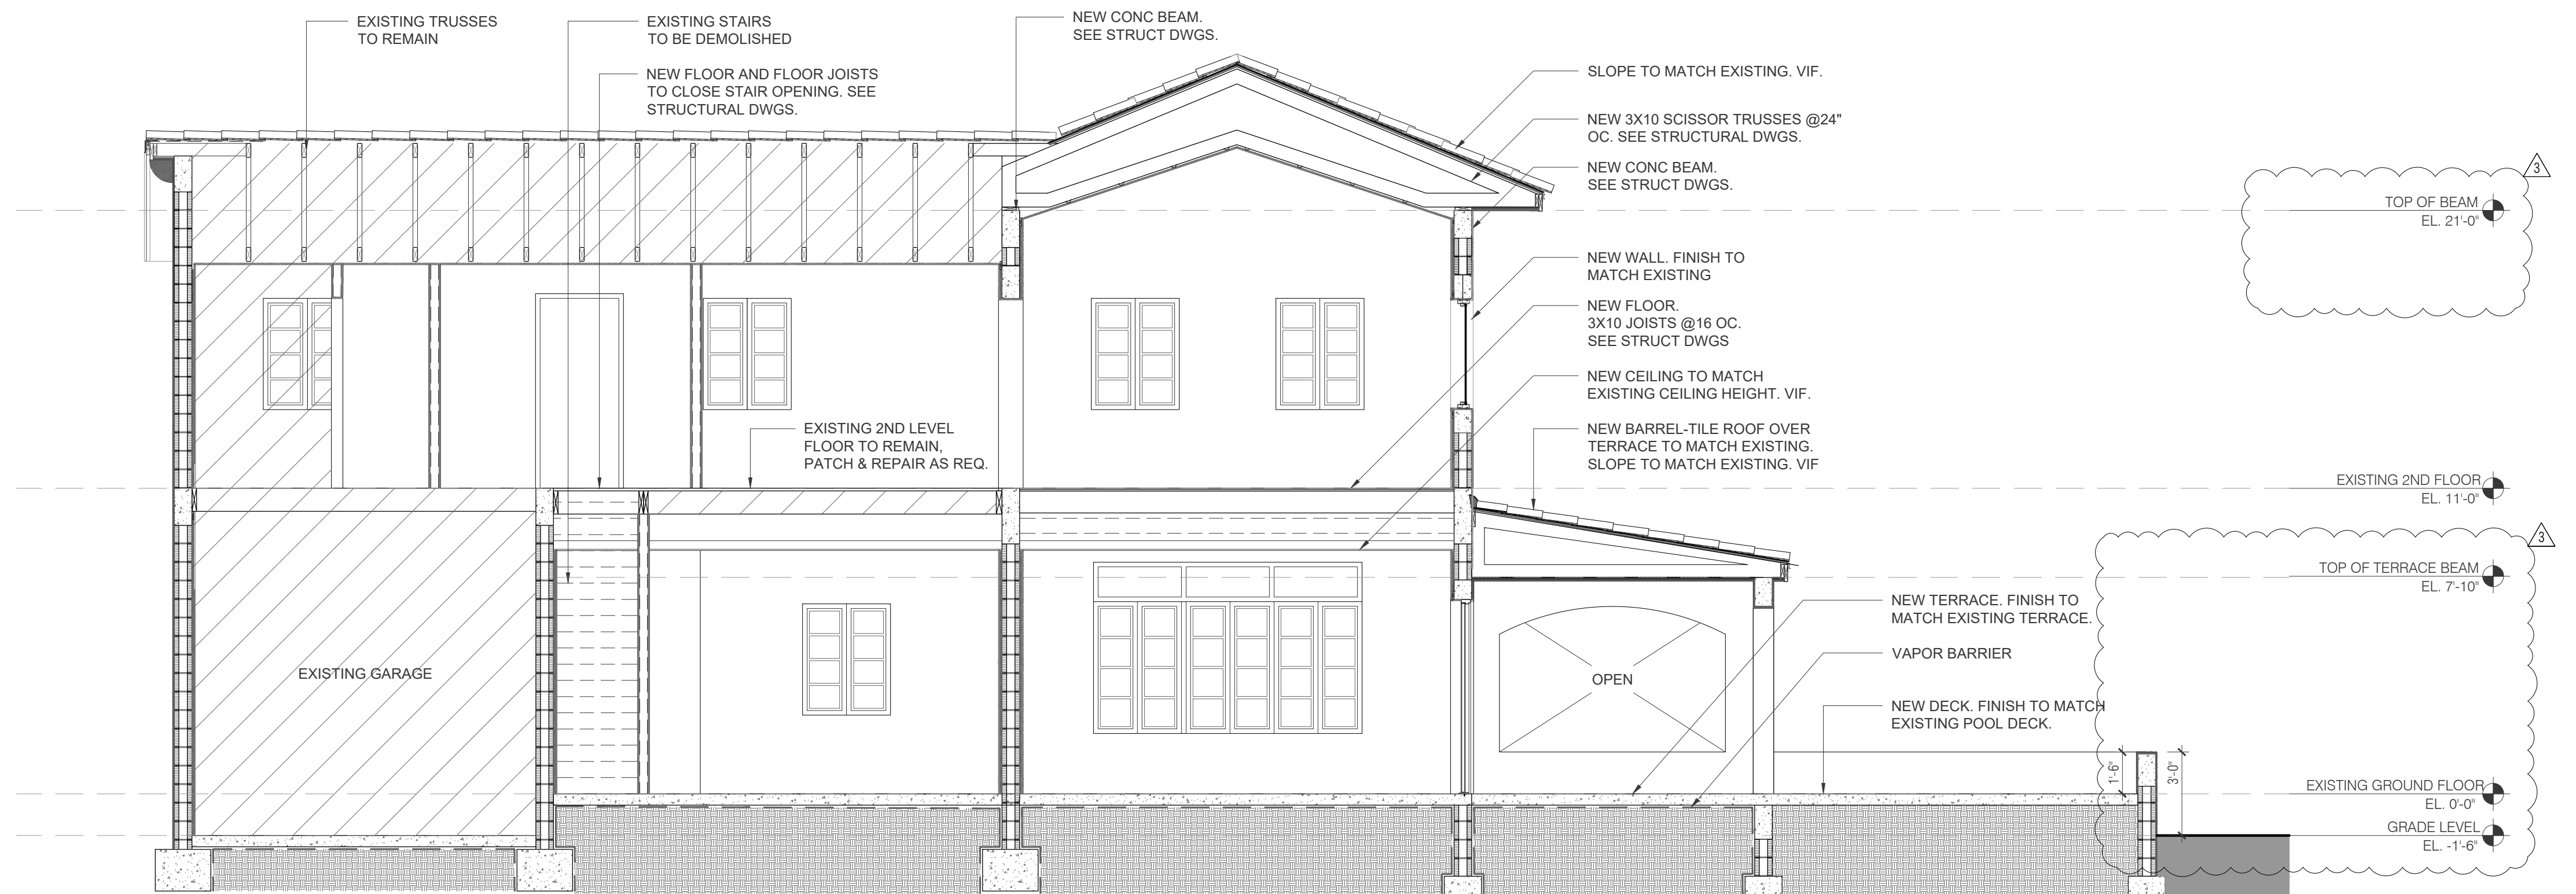 EXISTING TRUSSES
TO REMAIN
EXISTING STAIRS
TO BE DEMOLISHED
NEW FLOOR AND FLOOR JOISTS
TO CLOSE STAIR OPENING. SEE
STRUCTURAL DWGS.
NEW CONC BEAM.
SEE STRUCT DWGS.
SLOPE TO MATCH EXISTING. VIF.
NEW 3X10 SCISSOR TRUSSES @24"
OC. SEE STRUCTURAL DWGS.
NEW CONC BEAM.
SEE STRUCT DWGS.
3
TOP OF BEAM
EL. 21'-0"
NEW WALL. FINISH TO
MATCH EXISTING
NEW FLOOR.
3X10 JOISTS @16 OC.
SEE STRUCT DWGS
NEW CEILING TO MATCH
EXISTING CEILING HEIGHT. VIF.
EXISTING 2ND LEVEL
FLOOR TO REMAIN,
PATCH & REPAIR AS REQ.
NEW BARREL-TILE ROOF OVER
TERRACE TO MATCH EXISTING.
SLOPE TO MATCH EXISTING. VIF
EXISTING 2ND FLOOR
EL. 11'-0"
3
TOP OF TERRACE BEAM
EL. 7'-10"
NEW TERRACE. FINISH TO
MATCH EXISTING TERRACE.
VAPOR BARRIER
EXISTING GARAGE
OPEN
NEW DECK. FINISH TO MATCH
EXISTING POOL DECK.
1'-6"
3'-0"
EXISTING GROUND FLOOR
EL. 0'-0"
GRADE LEVEL
EL. -1'-6"